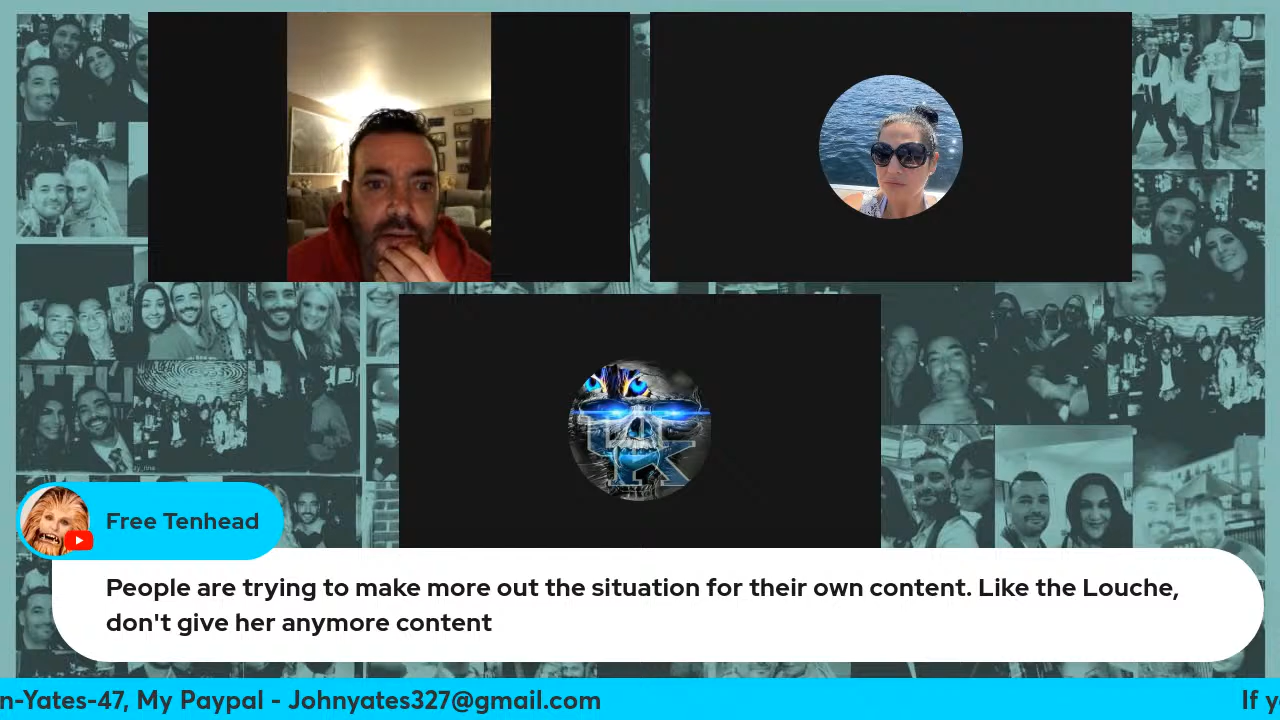 Free Tenhead
People are trying to make more out the situation for their own content. Like the Louche,
don't give her anymore content
n-Yates-47, My Paypal - Johnyates327@gmail.com
If y